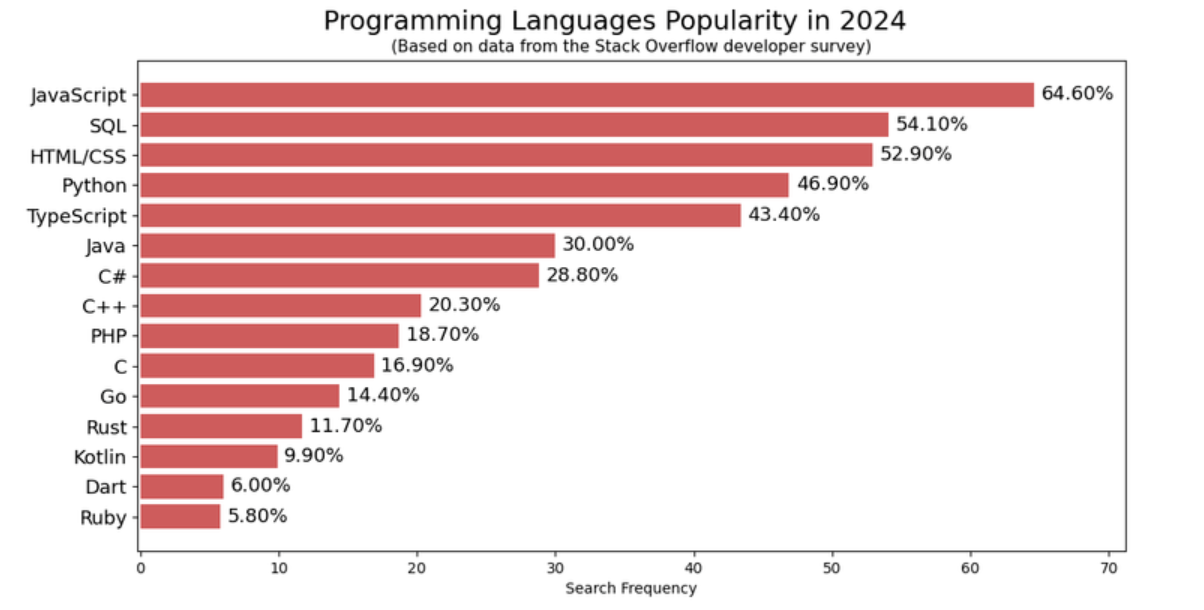 Programming Languages Popularity in 2024
(Based on data from the Stack Overflow developer survey)
JavaScript 64.60%
SQL 54.10%
HTML/CSS 52.90%
Python 46.90%
TypeScript 43.40%
Java 30.00%
C# 28.80%
C++ 20.30%
PHP 18.70%
C 16.90%
Go 14.40%
Rust 11.70%
Kotlin 9.90%
Dart 6.00%
Ruby 5.80%
0 10 20 30 40 50 60 70
Search Frequency